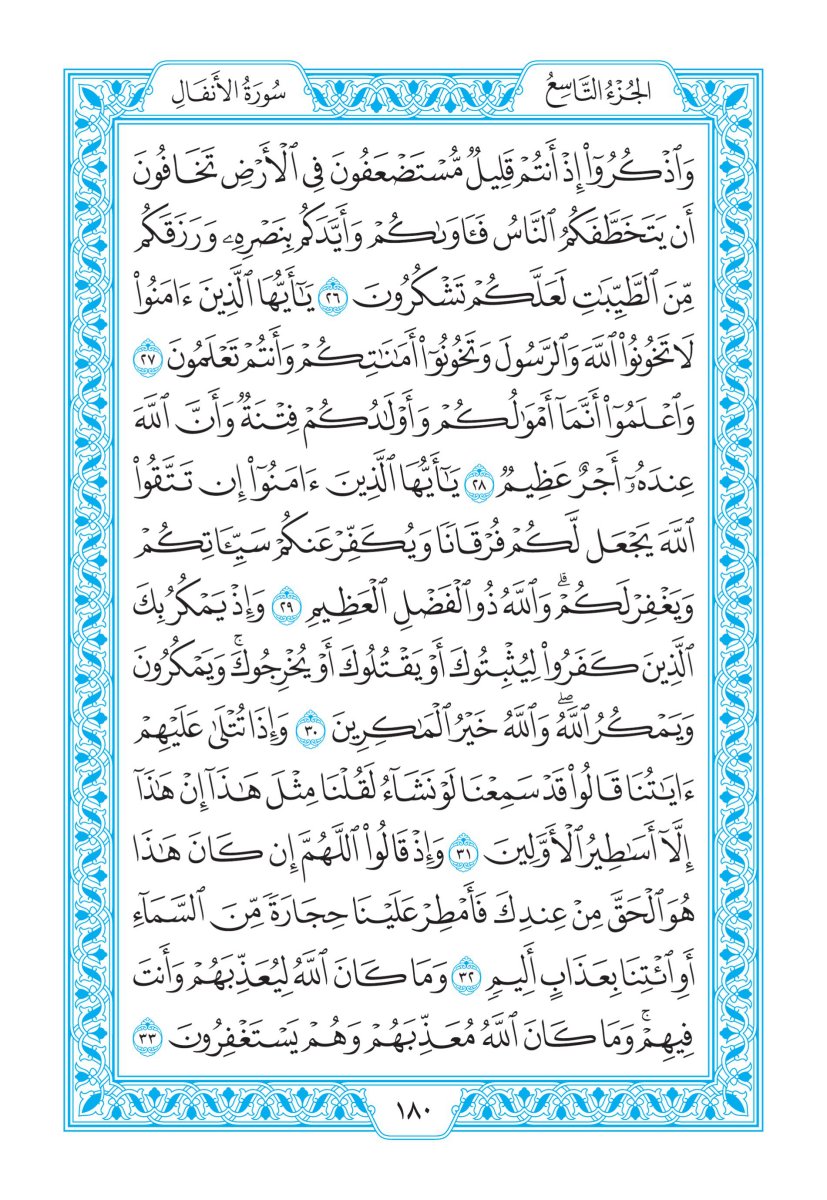 الجُزْءُ التَّاسِعُ
سُورَةُ الأَنفَالِ
وَٱذۡكُرُوٓاْ إِذۡ أَنتُمۡ قَلِيلٞ مُّسۡتَضۡعَفُونَ فِي ٱلۡأَرۡضِ تَخَافُونَ
أَن يَتَخَطَّفَكُمُ ٱلنَّاسُ فَـَٔاوَىٰكُمۡ وَأَيَّدَكُم بِنَصۡرِهِۦ وَرَزَقَكُم
مِّنَ ٱلطَّيِّبَٰتِ لَعَلَّكُمۡ تَشۡكُرُونَ ٢٦ يَٰٓأَيُّهَا ٱلَّذِينَ ءَامَنُواْ
لَا تَخُونُواْ ٱللَّهَ وَٱلرَّسُولَ وَتَخُونُوٓاْ أَمَٰنَٰتِكُمۡ وَأَنتُمۡ تَعۡلَمُونَ ٢٧
وَٱعۡلَمُوٓاْ أَنَّمَآ أَمۡوَٰلُكُمۡ وَأَوۡلَٰدُكُمۡ فِتۡنَةٞ وَأَنَّ ٱللَّهَ
عِندَهُۥٓ أَجۡرٌ عَظِيمٞ ٢٨ يَٰٓأَيُّهَا ٱلَّذِينَ ءَامَنُوٓاْ إِن تَتَّقُواْ
ٱللَّهَ يَجۡعَل لَّكُمۡ فُرۡقَانٗا وَيُكَفِّرۡ عَنكُمۡ سَيِّـَٔاتِكُمۡ
وَيَغۡفِرۡ لَكُمۡۗ وَٱللَّهُ ذُو ٱلۡفَضۡلِ ٱلۡعَظِيمِ ٢٩ وَإِذۡ يَمۡكُرُ بِكَ
ٱلَّذِينَ كَفَرُواْ لِيُثۡبِتُوكَ أَوۡ يَقۡتُلُوكَ أَوۡ يُخۡرِجُوكَۚ وَيَمۡكُرُونَ
وَيَمۡكُرُ ٱللَّهُۖ وَٱللَّهُ خَيۡرُ ٱلۡمَٰكِرِينَ ٣٠ وَإِذَا تُتۡلَىٰ عَلَيۡهِمۡ
ءَايَٰتُنَا قَالُواْ قَدۡ سَمِعۡنَا لَوۡ نَشَآءُ لَقُلۡنَا مِثۡلَ هَٰذَآ إِنۡ هَٰذَآ
إِلَّآ أَسَٰطِيرُ ٱلۡأَوَّلِينَ ٣١ وَإِذۡ قَالُواْ ٱللَّهُمَّ إِن كَانَ هَٰذَا
هُوَ ٱلۡحَقَّ مِنۡ عِندِكَ فَأَمۡطِرۡ عَلَيۡنَا حِجَارَةٗ مِّنَ ٱلسَّمَآءِ
أَوِ ٱئۡتِنَا بِعَذَابٍ أَلِيمٖ ٣٢ وَمَا كَانَ ٱللَّهُ لِيُعَذِّبَهُمۡ وَأَنتَ
فِيهِمۡۚ وَمَا كَانَ ٱللَّهُ مُعَذِّبَهُمۡ وَهُمۡ يَسۡتَغۡفِرُونَ ٣٣
١٨٠